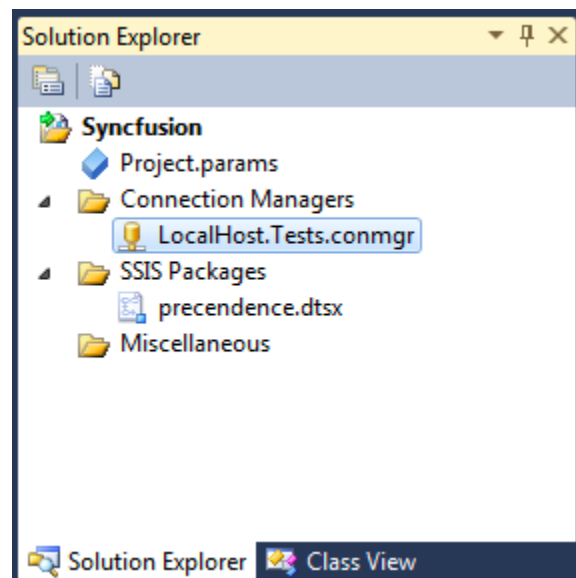 Solution Explorer
Syncfusion
Project.params
Connection Managers
LocalHost.Tests.conmgr
SSIS Packages
precendence.dtsx
Miscellaneous
Solution Explorer Class View